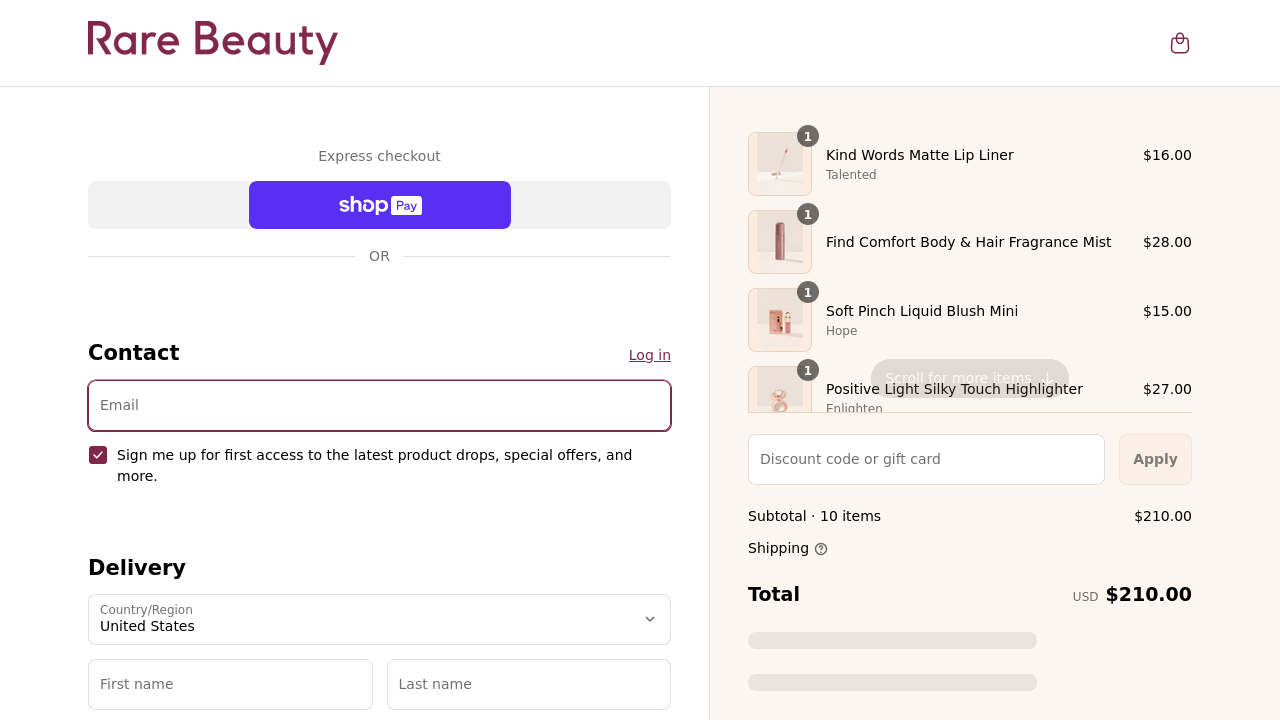 Rare Beauty
Express checkout
shop Pay
OR
Contact
Log in
Email
Sign me up for first access to the latest product drops, special offers, and
more.
Delivery
Country/Region
United States
First name
Last name
1
Kind Words Matte Lip Liner
$16.00
Talented
1
Find Comfort Body & Hair Fragrance Mist
$28.00
1
Soft Pinch Liquid Blush Mini
$15.00
Hope
Scroll for more items
1
Positive Light Silky Touch Highlighter
$27.00
Enlighten
Discount code or gift card
Apply
Subtotal · 10 items
$210.00
Shipping
Total
USD $210.00